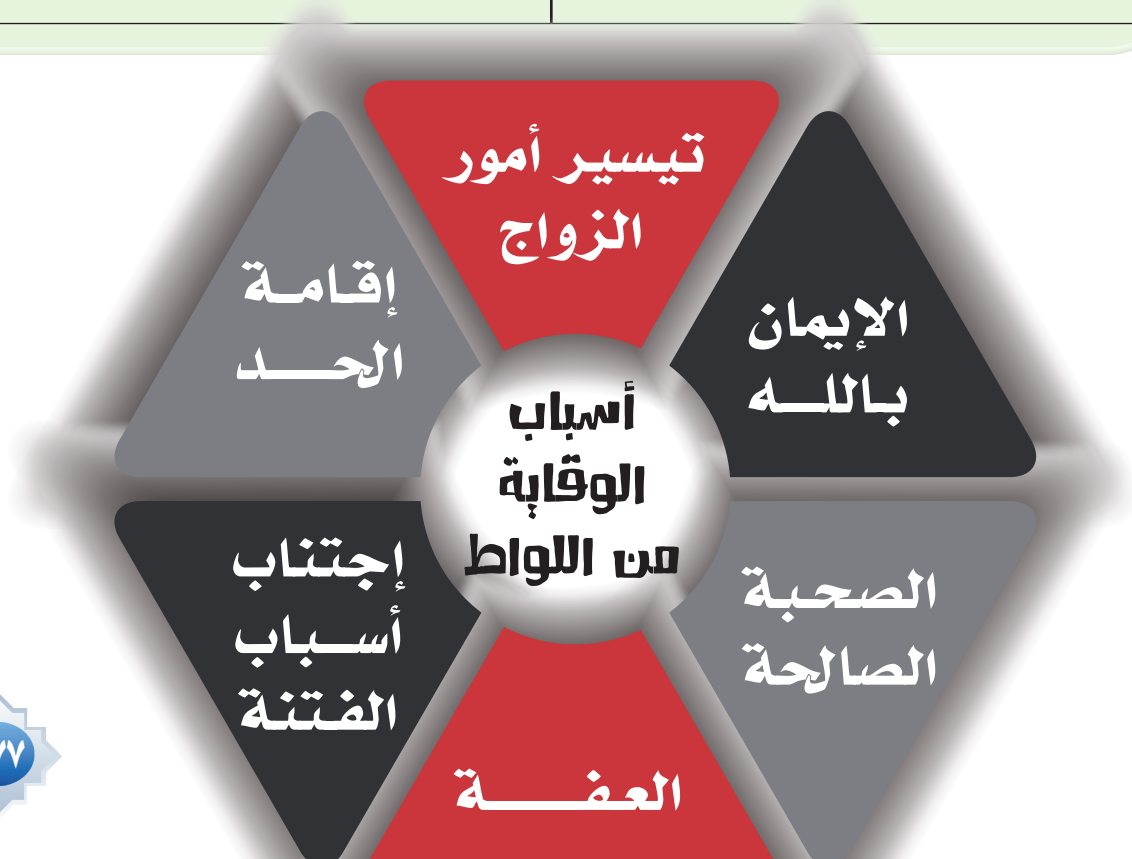 أسباب
الوقاية
من اللواط
تيسير أمور
الزواج
الإيمان
بالله
الصحبة
الصالحة
العفة
إجتناب
أسباب
الفتنة
إقامة
الحد